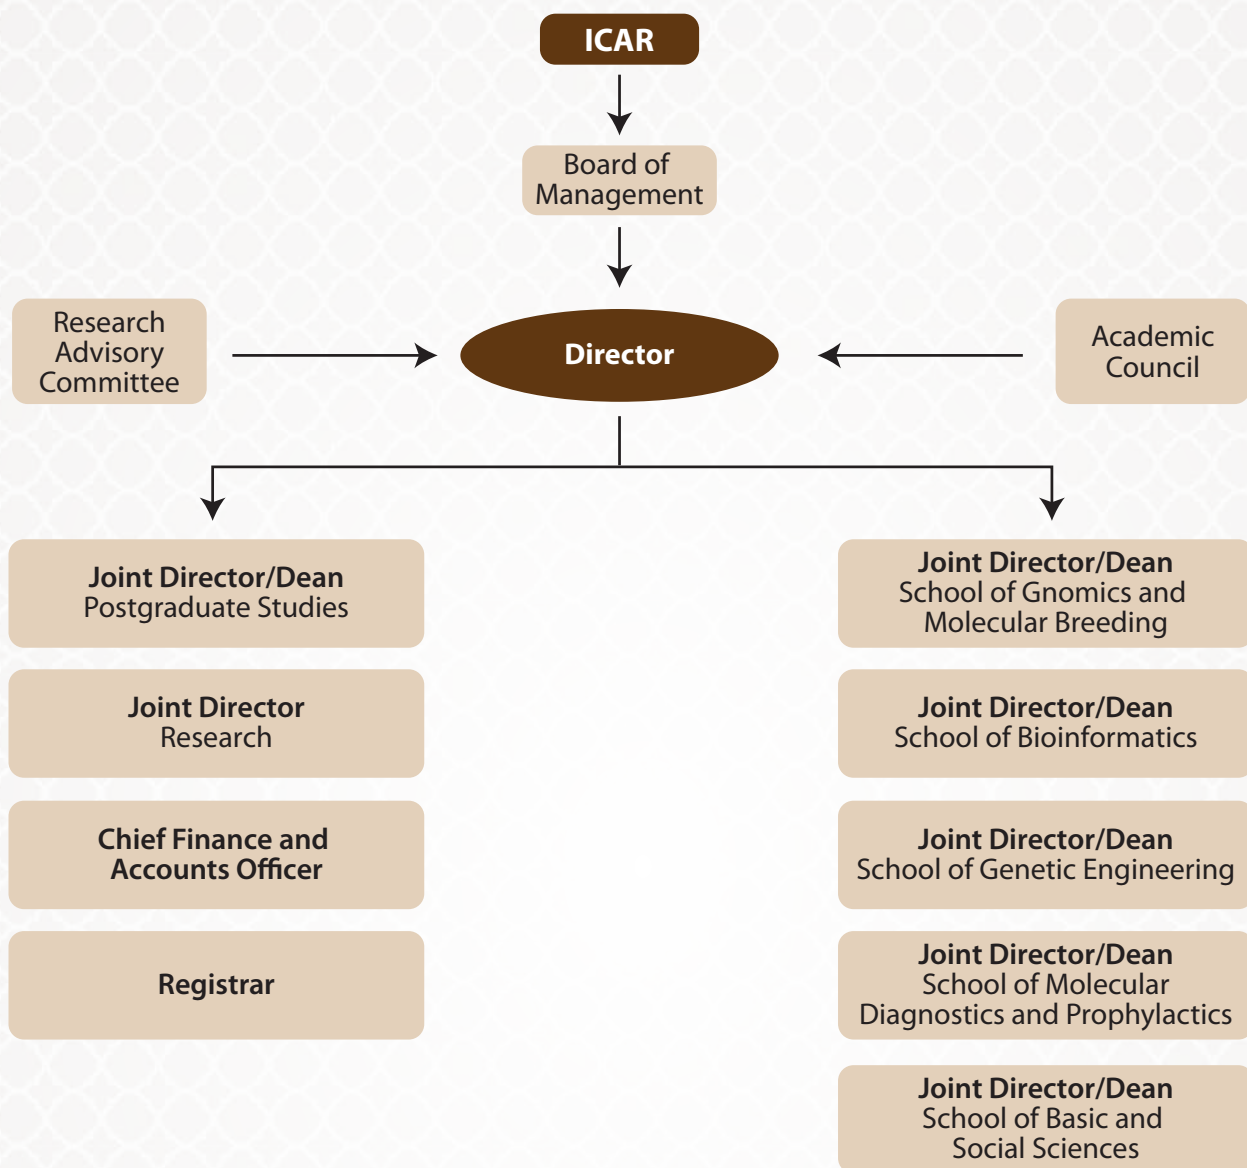 ICAR
Board of
Management
Research
Advisory
Committee
Director
Academic
Council
Joint Director/Dean
Postgraduate Studies
Joint Director
Research
Chief Finance and
Accounts Officer
Registrar
Joint Director/Dean
School of Gnomics and
Molecular Breeding
Joint Director/Dean
School of Bioinformatics
Joint Director/Dean
School of Genetic Engineering
Joint Director/Dean
School of Molecular
Diagnostics and Prophylactics
Joint Director/Dean
School of Basic and
Social Sciences